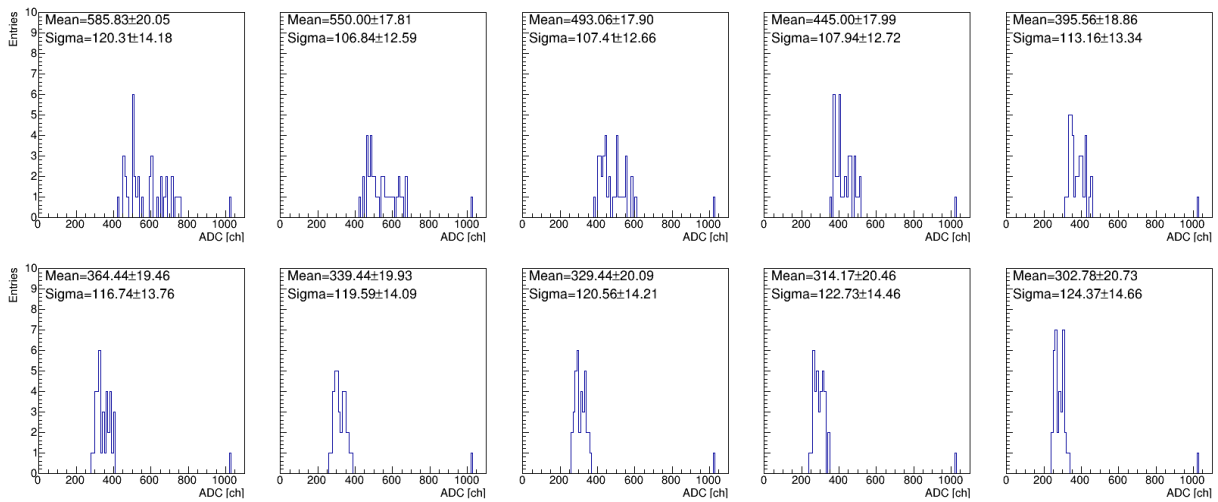 Entries
10
9
8
7
6
5
4
3
2
1
0
Mean=585.83±20.05
Sigma=120.31±14.18
0 200 400 600 800 1000
ADC [ch]
Mean=550.00±17.81
Sigma=106.84±12.59
0 200 400 600 800 1000
ADC [ch]
Mean=493.06±17.90
Sigma=107.41±12.66
0 200 400 600 800 1000
ADC [ch]
Mean=445.00±17.99
Sigma=107.94±12.72
0 200 400 600 800 1000
ADC [ch]
Mean=395.56±18.86
Sigma=113.16±13.34
0 200 400 600 800 1000
ADC [ch]
Entries
10
9
8
7
6
5
4
3
2
1
0
Mean=364.44±19.46
Sigma=116.74±13.76
0 200 400 600 800 1000
ADC [ch]
Mean=339.44±19.93
Sigma=119.59±14.09
0 200 400 600 800 1000
ADC [ch]
Mean=329.44±20.09
Sigma=120.56±14.21
0 200 400 600 800 1000
ADC [ch]
Mean=314.17±20.46
Sigma=122.73±14.46
0 200 400 600 800 1000
ADC [ch]
Mean=302.78±20.73
Sigma=124.37±14.66
0 200 400 600 800 1000
ADC [ch]